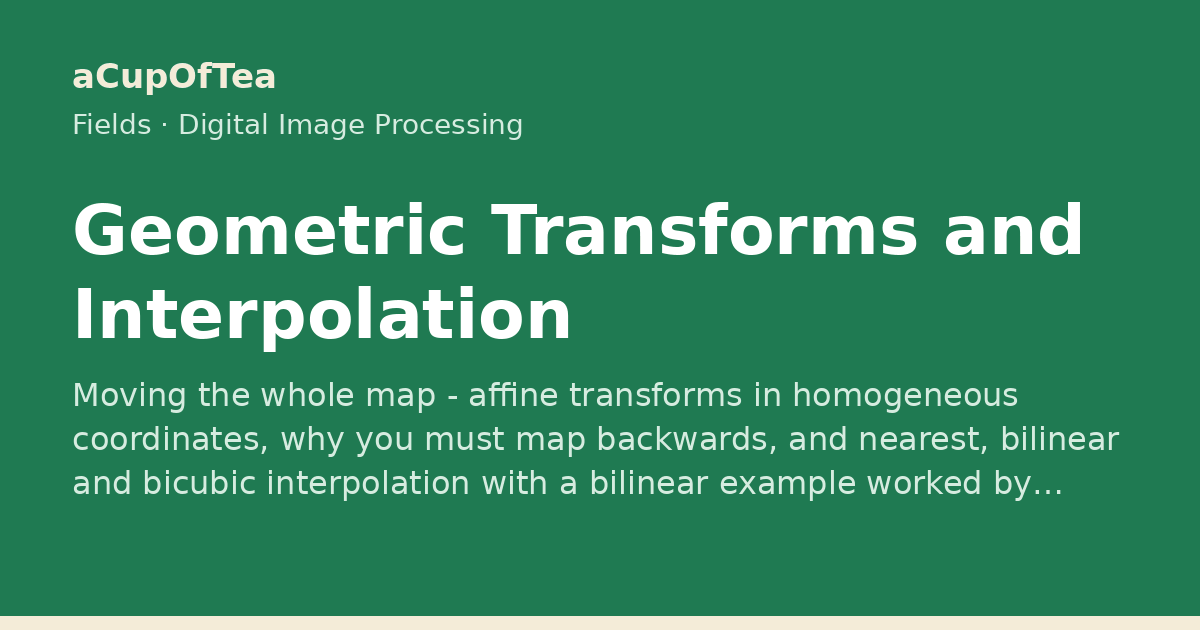 aCupOfTea
Fields · Digital Image Processing
Geometric Transforms and
Interpolation
Moving the whole map - affine transforms in homogeneous
coordinates, why you must map backwards, and nearest, bilinear
and bicubic interpolation with a bilinear example worked by…